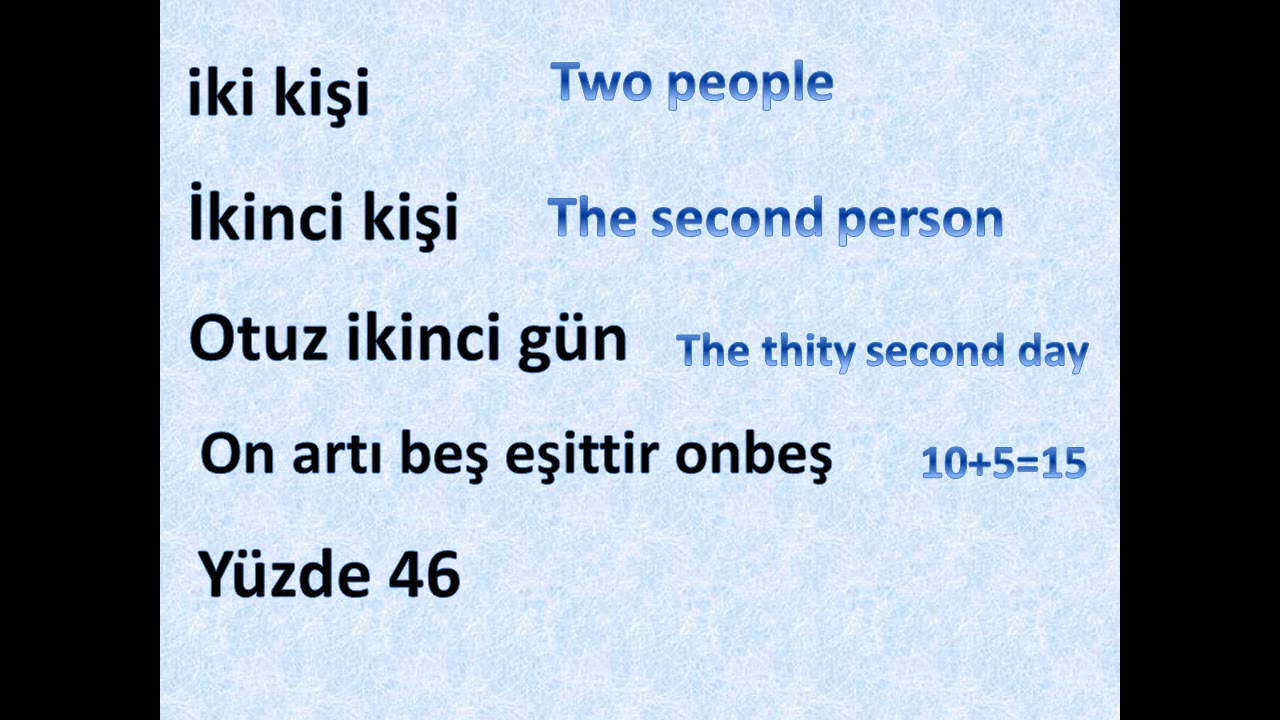 iki kişi Two people
İkinci kişi The second person
Otuz ikinci gün The thity second day
On artı beş eşittir onbeş 10+5=15
Yüzde 46